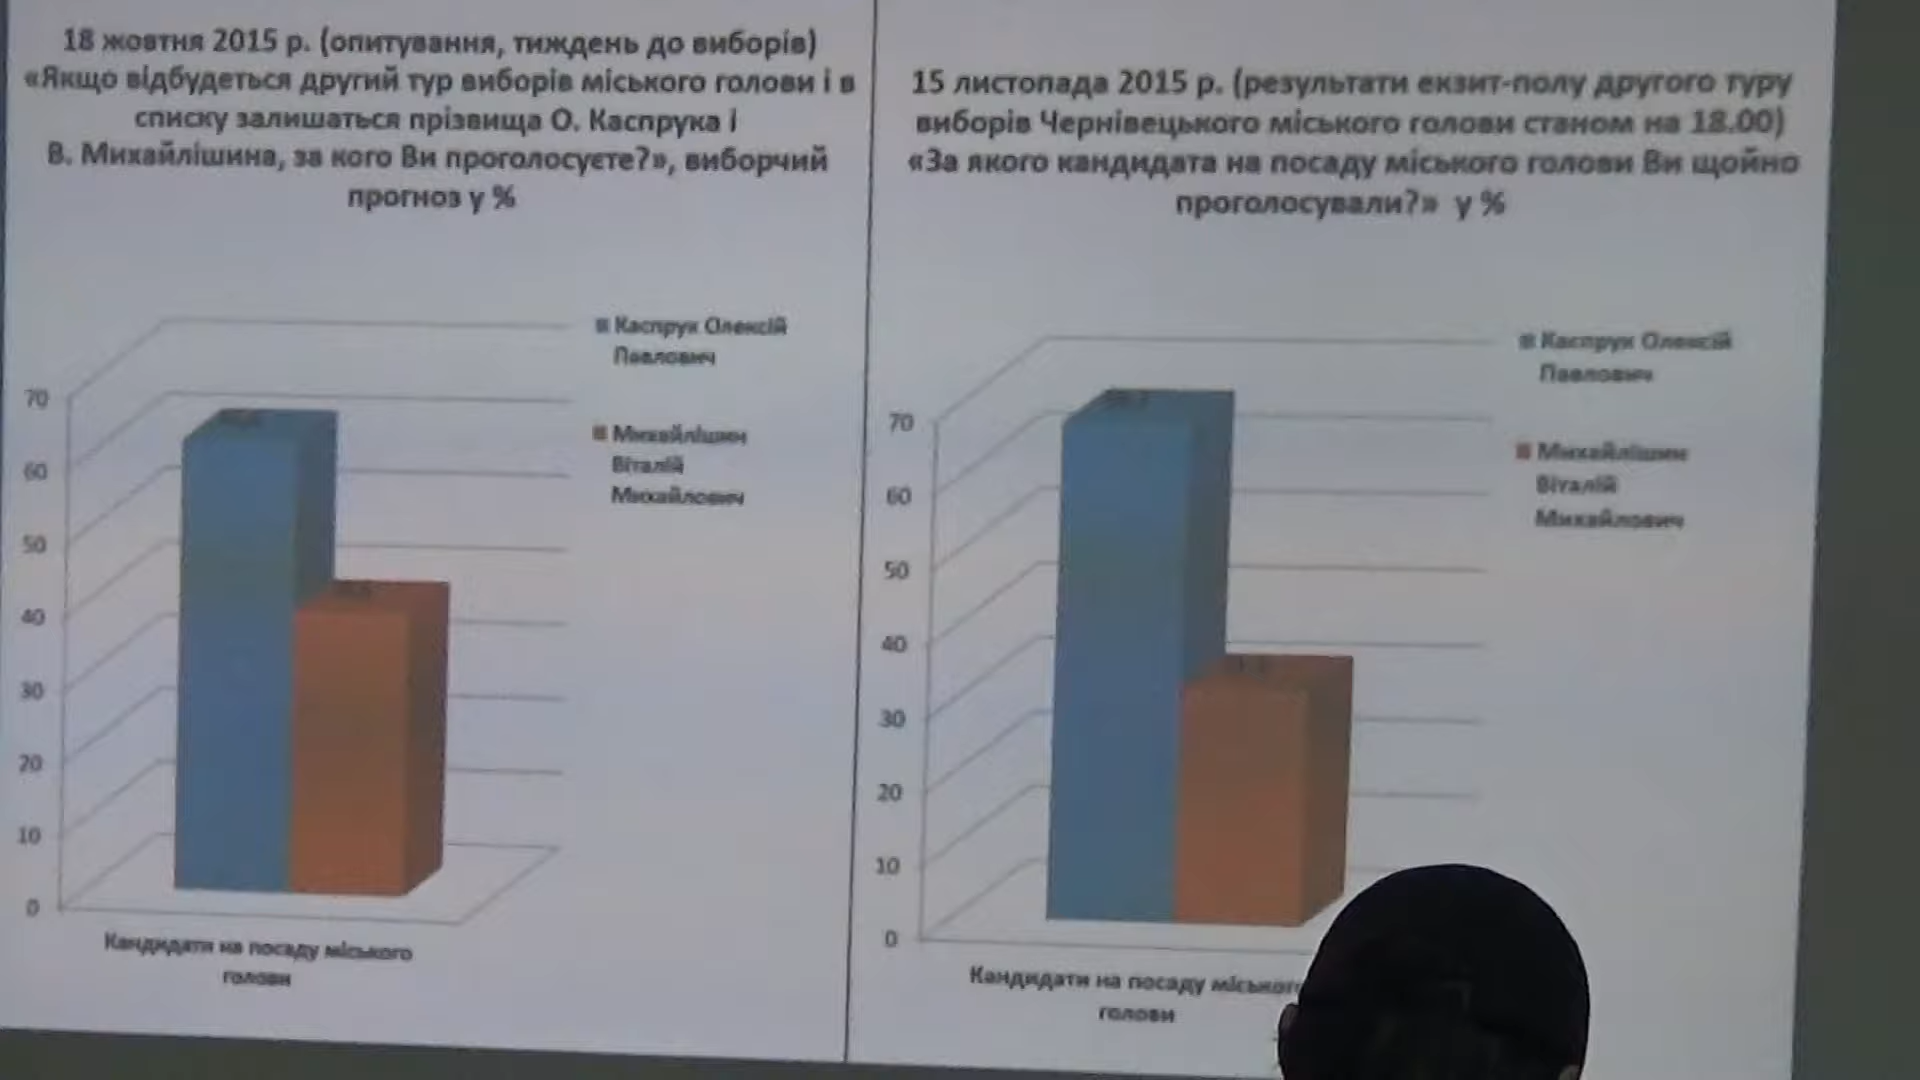 18 жовтня 2015 р. (опитування, тиждень до виборів)
«Якщо відбудеться другий тур виборів міського голови і в
списку залишаться прізвища О. Каспрука і
В. Михайлішина, за кого Ви проголосуєте?», виборчий
прогноз у %
Каспрук Олексій
Павлович
Михайлішин
Віталій
Михайлович
70
60
50
40
30
20
10
0
Кандидати на посаду міського
голови
15 листопада 2015 р. (результати екзит-полу другого туру
виборів Чернівецького міського голови станом на 18.00)
«За якого кандидата на посаду міського голови Ви щойно
проголосували?» у %
Каспрук Олексій
Павлович
Михайлішин
Віталій
Михайлович
70
60
50
40
30
20
10
0
Кандидати на посаду міського
голови